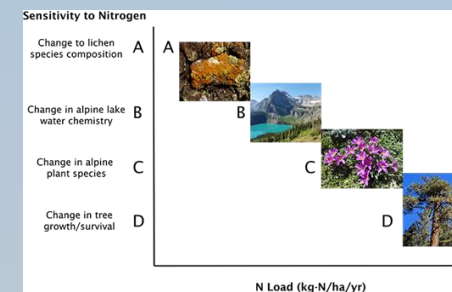 Sensitivity to Nitrogen
Change to lichen
species composition
A
A
Change in alpine lake
water chemistry
B
B
Change in alpine
plant species
C
C
Change in tree
growth/survival
D
D
N Load (kg-N/ha/yr)